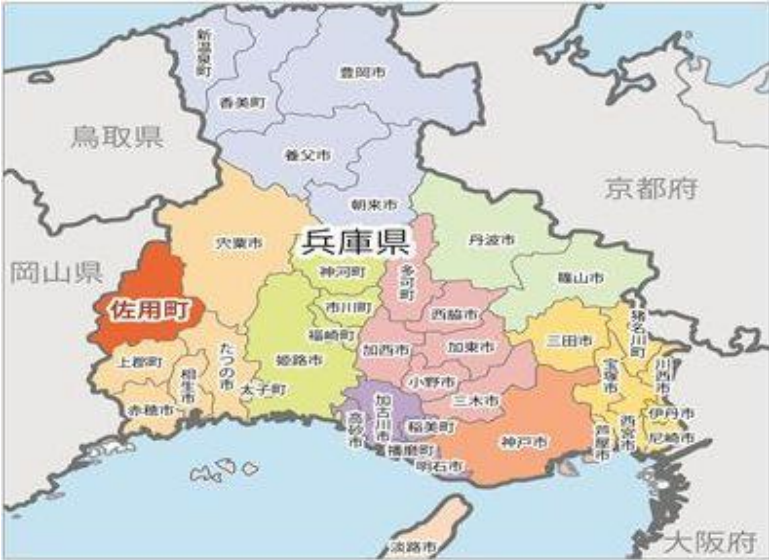 新温泉町
豊岡市
香美町
鳥取県
養父市
京都府
朝来市
宍粟市
兵庫県
丹波市
岡山県
神河町
多可町
篠山市
佐用町
市川町
西脇市
猪名川町
福崎町
加西市
加東市
三田市
上郡町
たつの市
姫路市
宝塚市
川西市
相生市
太子町
小野市
赤穂市
加古川市
三木市
高砂市
稲美町
神戸市
芦屋市
西宮市
伊丹市
尼崎市
播磨町
明石市
淡路市
大阪府